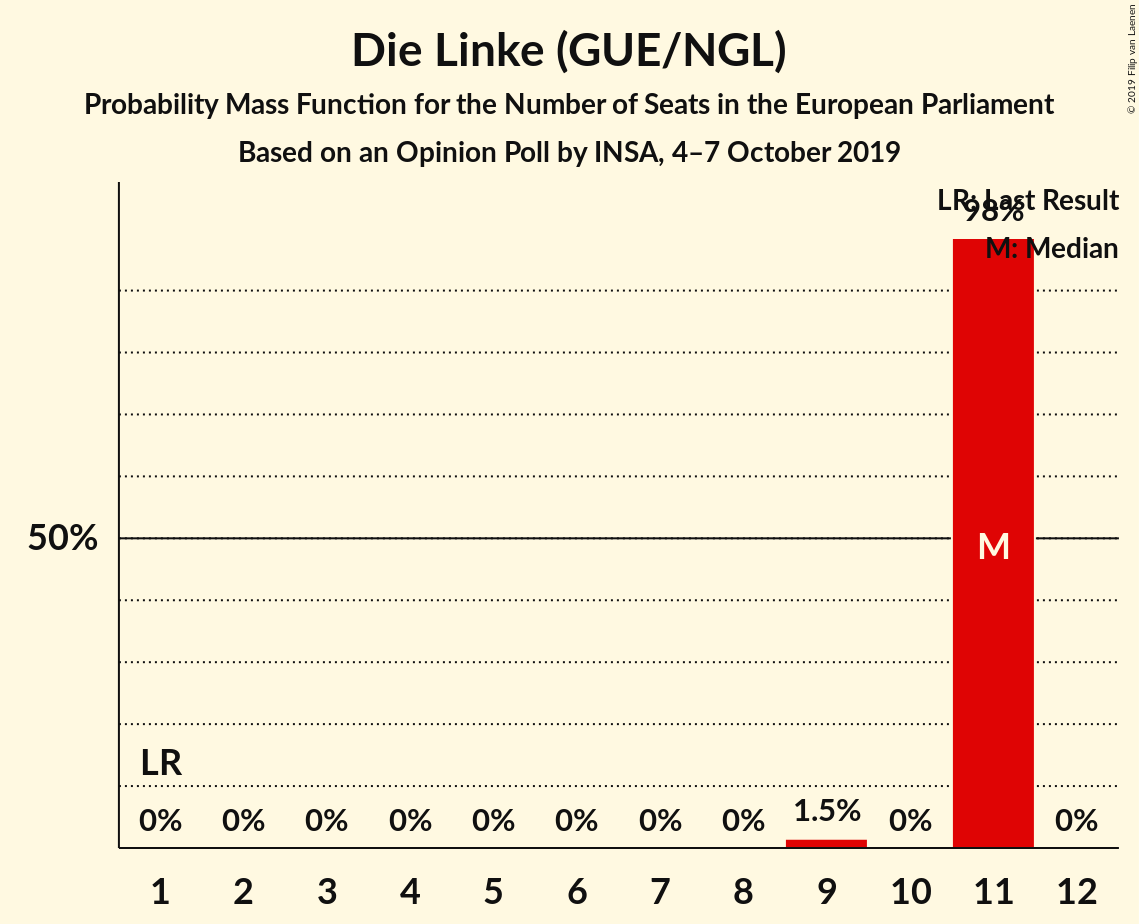 Die Linke (GUE/NGL)
Probability Mass Function for the Number of Seats in the European Parliament
Based on an Opinion Poll by INSA, 4–7 October 2019
© 2019 Filip van Laenen
LR: Last Result
98%
M: Median
50%
M
LR
0% 0% 0% 0% 0% 0% 0% 0% 1.5% 0% 0%
1 2 3 4 5 6 7 8 9 10 11 12